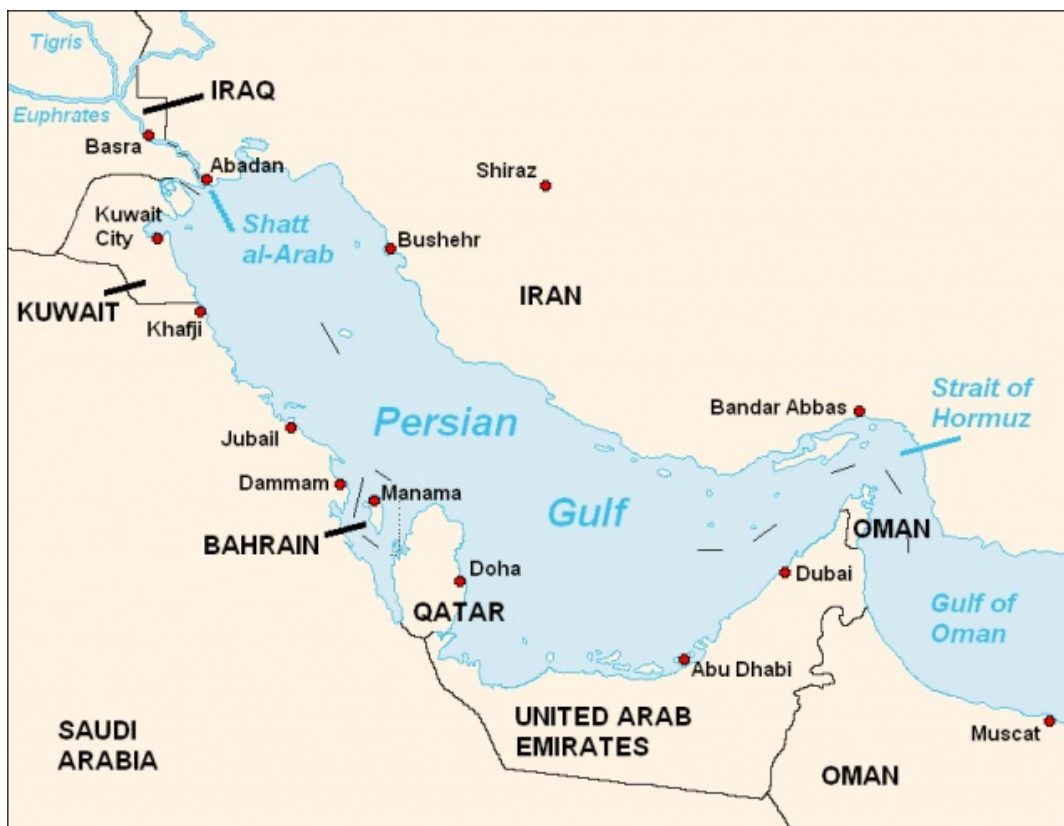 Tigris
IRAQ
Euphrates
Basra
Abadan
Shiraz
Kuwait
City
Shatt
al-Arab
Bushehr
IRAN
KUWAIT
Khafji
Strait of
Hormuz
Bandar Abbas
Persian
Jubail
Dammam
Manama
Gulf
OMAN
BAHRAIN
Doha
Dubai
QATAR
Gulf of
Oman
Abu Dhabi
UNITED ARAB
EMIRATES
SAUDI
ARABIA
Muscat
OMAN